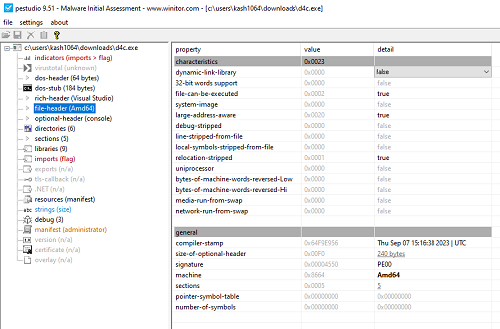 pestudio 9.51 - Malware Initial Assessment - www.winitor.com - [c:\users\kash1064\downloads\d4c.exe]
file settings about
c:\users\kash1064\downloads\d4c.exe
indicators (imports > flag)
virustotal (unknown)
dos-header (64 bytes)
dos-stub (184 bytes)
rich-header (Visual Studio)
file-header (Amd64)
optional-header (console)
directories (6)
sections (5)
libraries (9)
imports (flag)
exports (n/a)
tls-callback (n/a)
.NET (n/a)
resources (manifest)
abc strings (size)
debug (3)
manifest (administrator)
version (n/a)
certificate (n/a)
overlay (n/a)
property value detail
characteristics 0x0023
dynamic-link-library 0x0000 false
32-bit words support 0x0000 false
file-can-be-executed 0x0002 true
system-image 0x0000 false
large-address-aware 0x0020 true
debug-stripped 0x0000 false
line-stripped-from-file 0x0000 false
local-symbols-stripped-from-file 0x0000 false
relocation-stripped 0x0001 true
uniprocessor 0x0000 false
bytes-of-machine-words-reversed-Low 0x0000 false
bytes-of-machine-words-reversed-Hi 0x0000 false
media-run-from-swap 0x0000 false
network-run-from-swap 0x0000 false
general
compiler-stamp 0x64F9E956 Thu Sep 07 15:16:38 2023 | UTC
size-of-optional-header 0x00F0 240 bytes
signature 0x00004550 PE00
machine 0x8664 Amd64
sections 0x0005 5
pointer-symbol-table 0x00000000 0x00000000
number-of-symbols 0x00000000 0x00000000